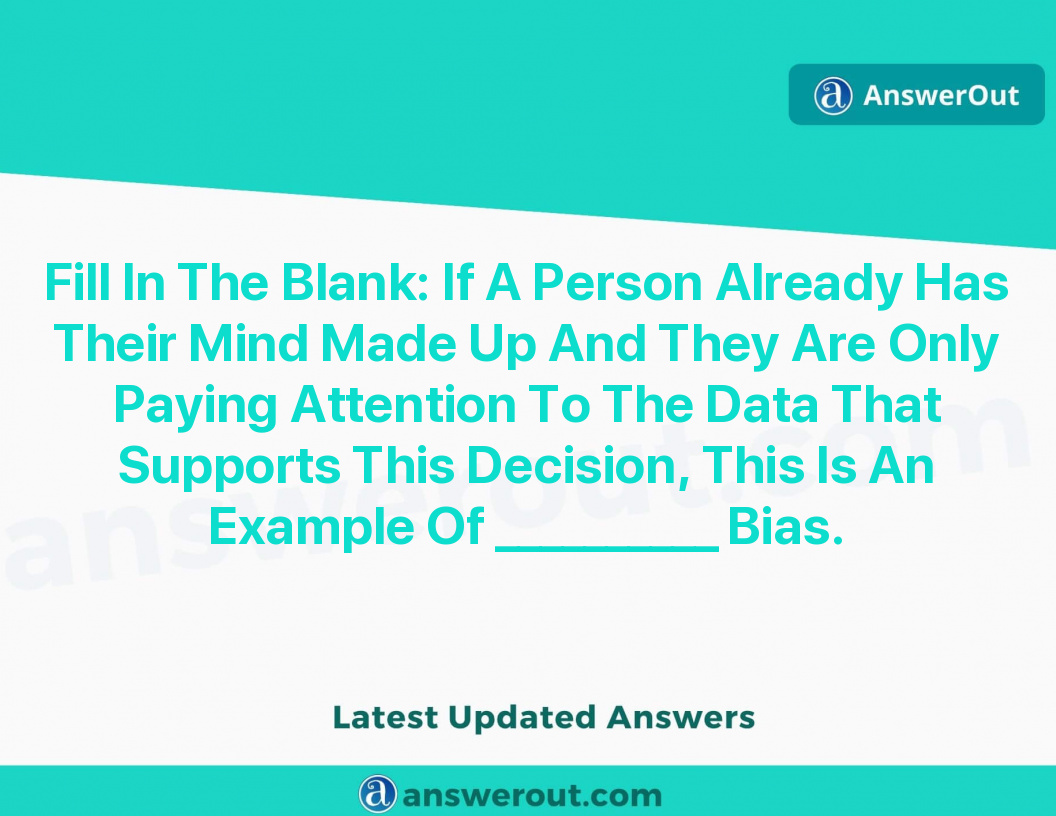 AnswerOut
Fill In The Blank: If A Person Already Has
Their Mind Made Up And They Are Only
Paying Attention To The Data That
Supports This Decision, This Is An
Example Of __________ Bias.
answerout.com
Latest Updated Answers
answerout.com